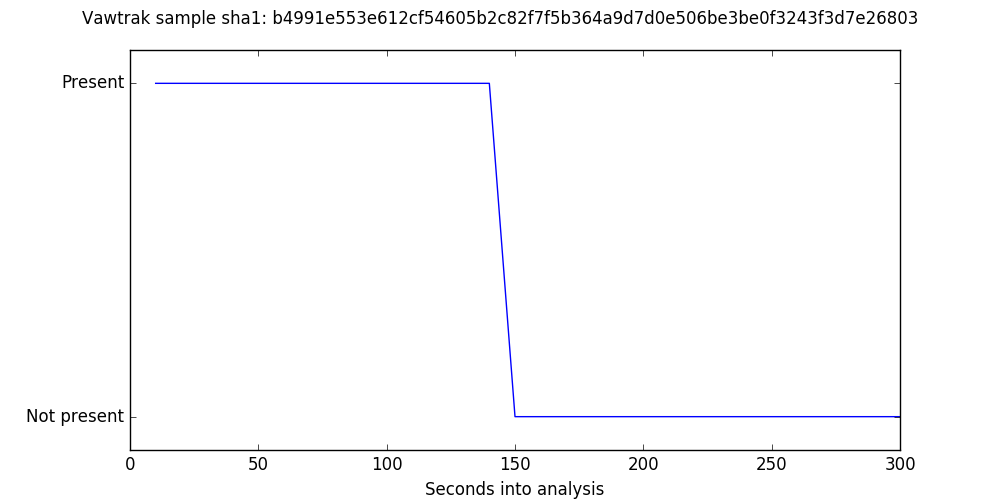 Vawtrak sample sha1: b4991e553e612cf54605b2c82f7f5b364a9d7d0e506be3be0f3243f3d7e26803
Present
Not present
0 50 100 150 200 250 300
Seconds into analysis